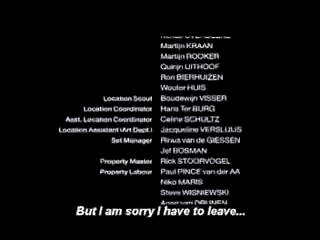 Martijn KRAAN
Martijn ROOKER
Quirijn UITHOOF
Ron BIERHUIZEN
Wouter HUIS
Location Scout Boudewijn VISSER
Location Coordinator Hans Ter BURG
Asst. Location Coordinator Celine SCHULTZ
Location Assistant (Art Dept.) Jacqueline VERSLUIS
Set Manager Rinus van de GIESSEN
Jef BOSMAN
Property Master Rick STOORVOGEL
Property Labour Paul PINCE van der AA
Niko MARIS
Steve WISNIEWSKI
But I am sorry I have to leave...